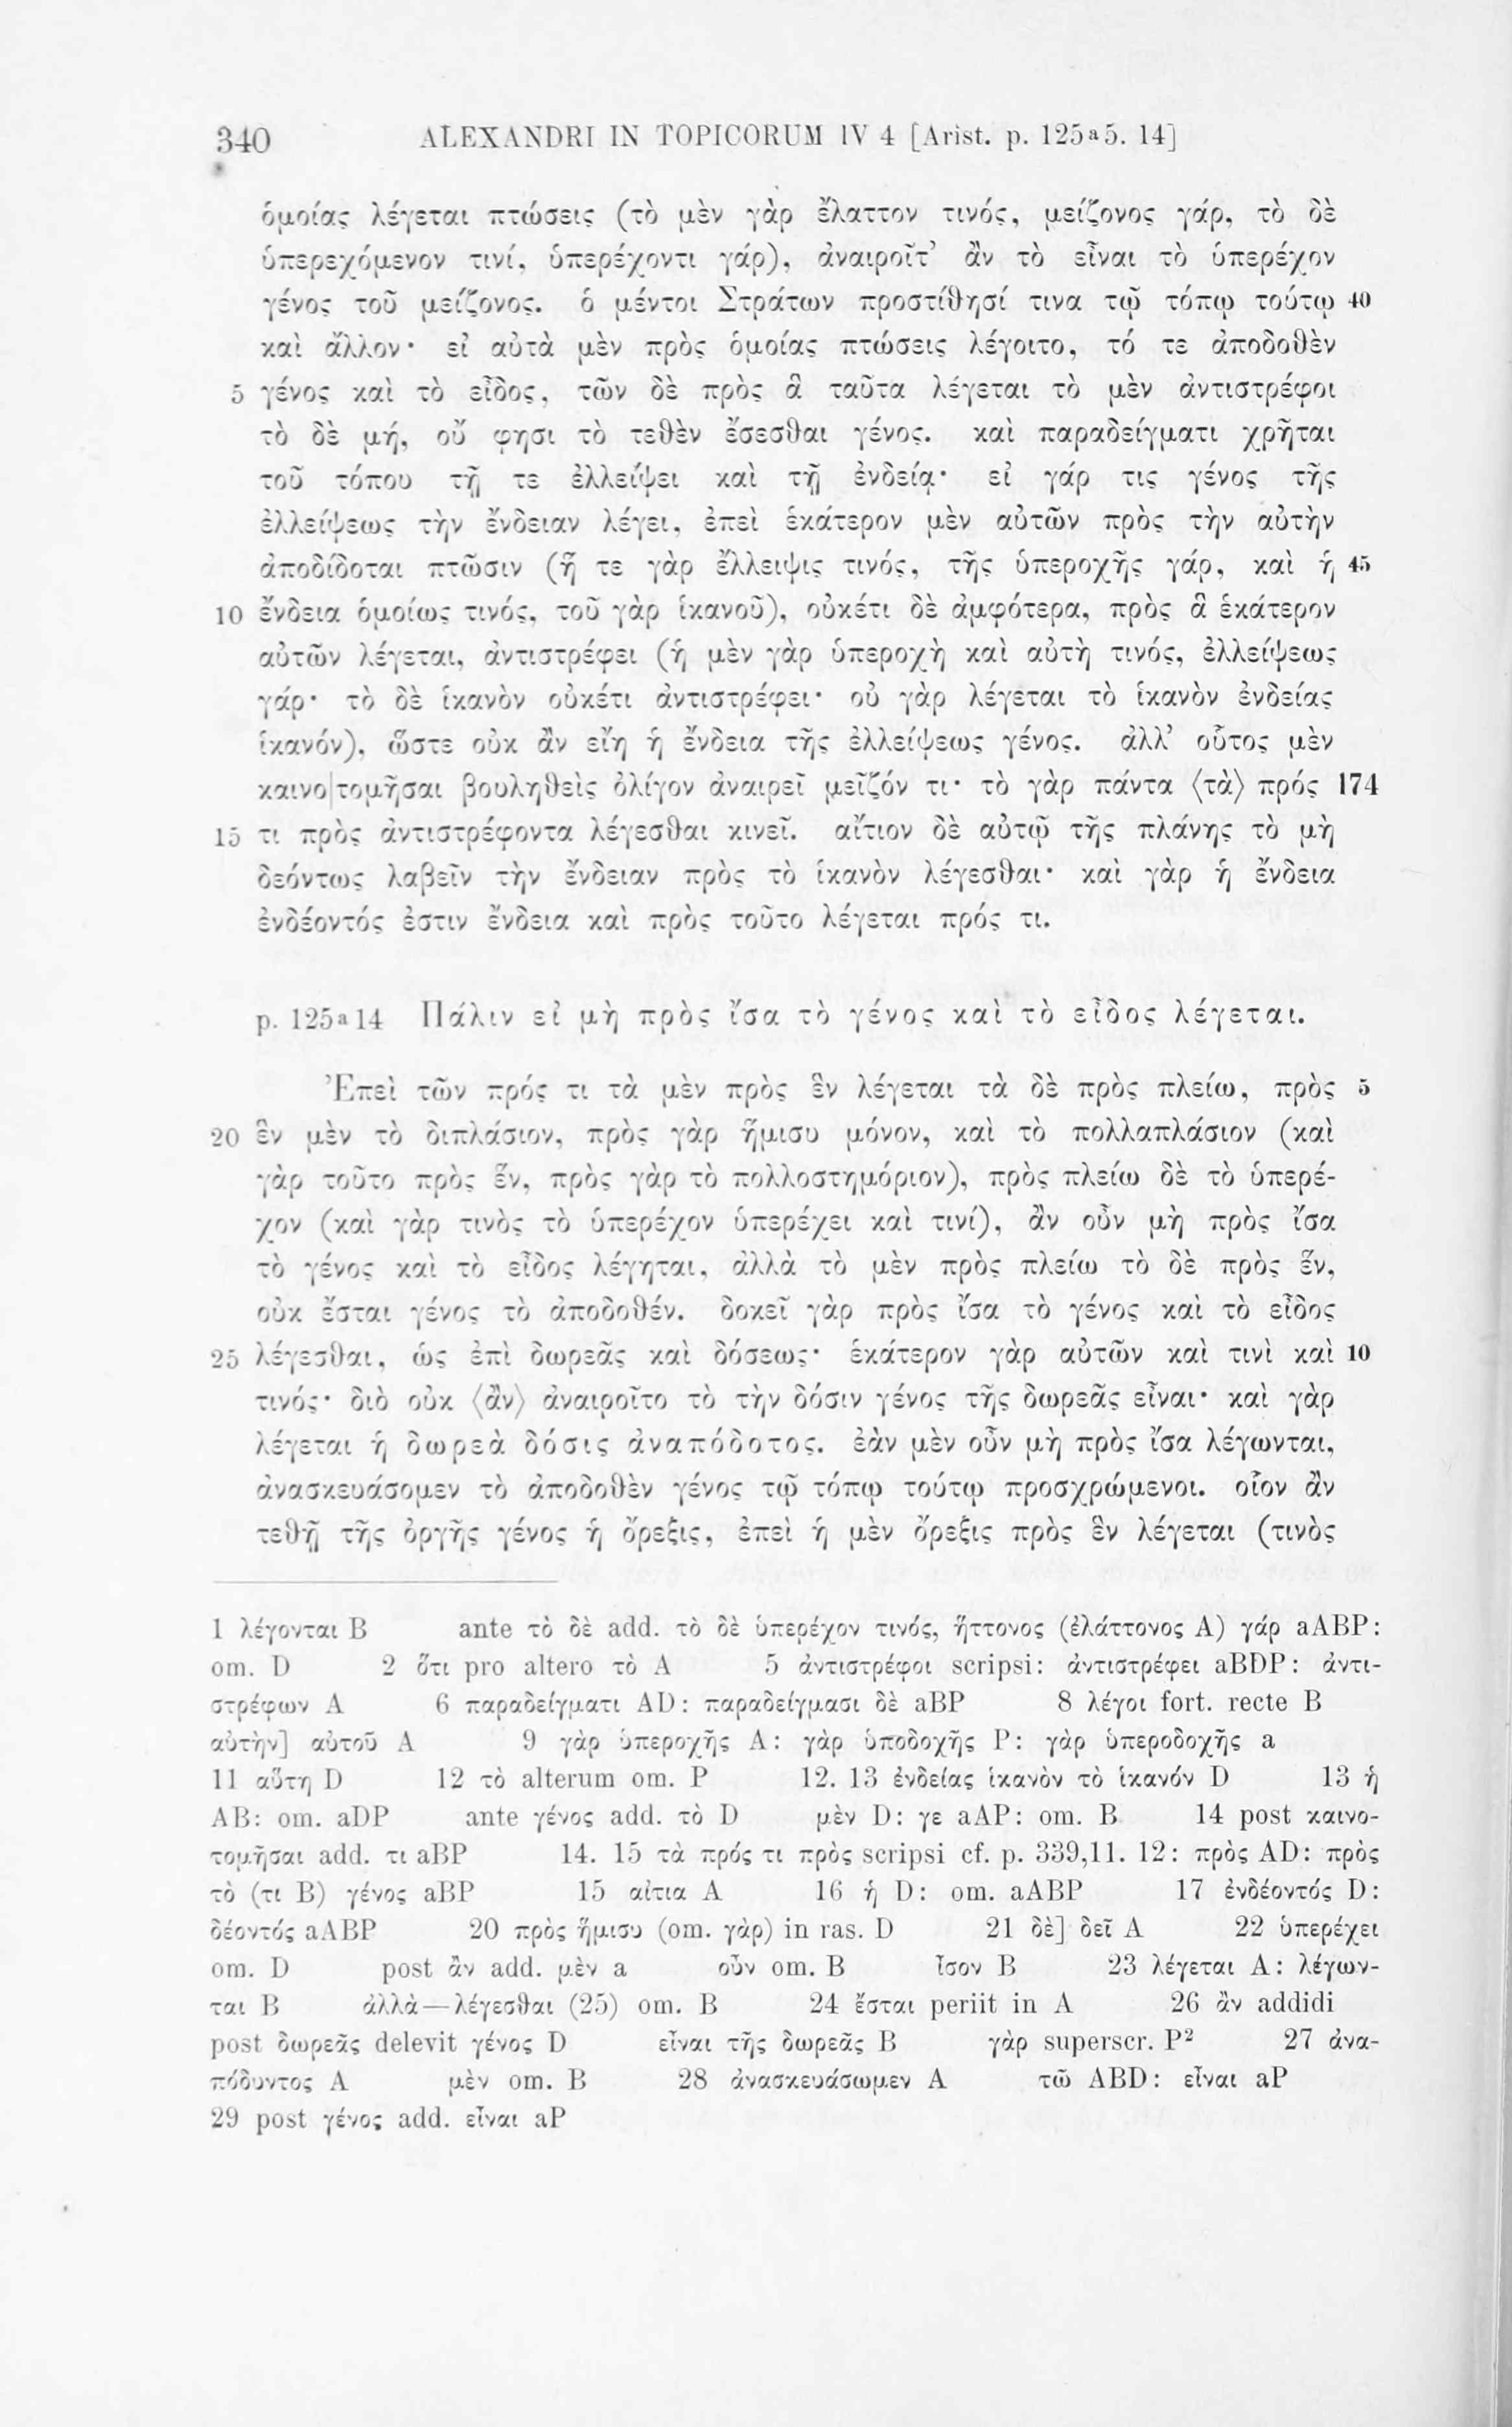 340 ALEXANDRI IN TOPICORUM IV 4 [Arist. p. 125a5. 14]
ὁμοίας λέγεται πτώσεις (τὸ μὲν γὰρ ἔλαττον τινός, μείζονος γάρ, τὸ δὲ
ὑπερεχόμενον τινί, ὑπερέχοντι γάρ), ἀναιροῖτ’ ἂν τὸ εἶναι τὸ ὑπερέχον
γένος τοῦ μείζονος. ὁ μέντοι Στράτων προστίθησί τινα τῷ τόπῳ τούτῳ 40
καὶ ἄλλον· εἰ αὐτὰ μὲν πρὸς ὁμοίας πτώσεις λέγοιτο, τό τε ἀποδοθὲν
5 γένος καὶ τὸ εἶδος, τῶν δὲ πρὸς ἃ ταῦτα λέγεται τὸ μὲν ἀντιστρέφοι
τὸ δὲ μή, οὔ φησι τὸ τεθὲν ἔσεσθαι γένος. καὶ παραδείγματι χρῆται
τοῦ τόπου τῇ τε ἐλλείψει καὶ τῇ ἐνδείᾳ· εἰ γάρ τις γένος τῆς
ἐλλείψεως τὴν ἔνδειαν λέγει, ἐπεὶ ἑκάτερον μὲν αὐτῶν πρὸς τὴν αὐτὴν
ἀποδίδοται πτῶσιν (ἥ τε γὰρ ἔλλειψις τινός, τῆς ὑπεροχῆς γάρ, καὶ ἡ 45
10 ἔνδεια ὁμοίως τινός, τοῦ γὰρ ἱκανοῦ), οὐκέτι δὲ ἀμφότερα, πρὸς ἃ ἑκάτερον
αὐτῶν λέγεται, ἀντιστρέφει (ἡ μὲν γὰρ ὑπεροχὴ καὶ αὐτὴ τινός, ἐλλείψεως
γάρ· τὸ δὲ ἱκανὸν οὐκέτι ἀντιστρέφει· οὐ γὰρ λέγεται τὸ ἱκανὸν ἐνδείας
ἱκανόν), ὥστε οὐκ ἂν εἴη ἡ ἔνδεια τῆς ἐλλείψεως γένος. ἀλλ’ οὗτος μὲν
καινο|τομῆσαι βουληθεὶς ὀλίγον ἀναιρεῖ μεῖζόν τι· τὸ γὰρ πάντα ⟨τὰ⟩ πρός 174
15 τι πρὸς ἀντιστρέφοντα λέγεσθαι κινεῖ. αἴτιον δὲ αὐτῷ τῆς πλάνης τὸ μὴ
δεόντως λαβεῖν τὴν ἔνδειαν πρὸς τὸ ἱκανὸν λέγεσθαι· καὶ γὰρ ἡ ἔνδεια
ἐνδέοντός ἐστιν ἔνδεια καὶ πρὸς τοῦτο λέγεται πρός τι.
p. 125a14 Πάλιν εἰ μὴ πρὸς ἴσα τὸ γένος καὶ τὸ εἶδος λέγεται.
Ἐπεὶ τῶν πρός τι τὰ μὲν πρὸς ἓν λέγεται τὰ δὲ πρὸς πλείω, πρὸς 5
20 ἓν μὲν τὸ διπλάσιον, πρὸς γὰρ ἥμισυ μόνον, καὶ τὸ πολλαπλάσιον (καὶ
γὰρ τοῦτο πρὸς ἕν, πρὸς γὰρ τὸ πολλοστημόριον), πρὸς πλείω δὲ τὸ ὑπερέ-
χον (καὶ γὰρ τινὸς τὸ ὑπερέχον ὑπερέχει καὶ τινί), ἂν οὖν μὴ πρὸς ἴσα
τὸ γένος καὶ τὸ εἶδος λέγηται, ἀλλὰ τὸ μὲν πρὸς πλείω τὸ δὲ πρὸς ἕν,
οὐκ ἔσται γένος τὸ ἀποδοθέν. δοκεῖ γὰρ πρὸς ἴσα τὸ γένος καὶ τὸ εἶδος
25 λέγεσθαι, ὡς ἐπὶ δωρεᾶς καὶ δόσεως· ἑκάτερον γὰρ αὐτῶν καὶ τινὶ καὶ 10
τινός· διὸ οὐκ ⟨ἂν⟩ ἀναιροῖτο τὸ τὴν δόσιν γένος τῆς δωρεᾶς εἶναι· καὶ γὰρ
λέγεται ἡ δωρεὰ δόσις ἀναπόδοτος. ἐὰν μὲν οὖν μὴ πρὸς ἴσα λέγωνται,
ἀνασκευάσομεν τὸ ἀποδοθὲν γένος τῷ τόπῳ τούτῳ προσχρώμενοι. οἷον ἂν
τεθῇ τῆς ὀργῆς γένος ἡ ὄρεξις, ἐπεὶ ἡ μὲν ὄρεξις πρὸς ἓν λέγεται (τινὸς
1 λέγονται B ante τὸ δὲ add. τὸ δὲ ὑπερέχον τινός, ἥττονος (ἐλάττονος A) γάρ aABP:
om. D 2 ὅτι pro altero τὸ A 5 ἀντιστρέφοι scripsi: ἀντιστρέφει aBDP: ἀντι-
στρέφων A 6 παραδείγματι AD: παραδείγμασι δὲ aBP 8 λέγοι fort. recte B
αὐτὴν] αὐτοῦ A 9 γὰρ ὑπεροχῆς A: γὰρ ὑποδοχῆς P: γὰρ ὑπεροδοχῆς a
11 αὕτη D 12 τὸ alterum om. P 12. 13 ἐνδείας ἱκανὸν τὸ ἱκανόν D 13 ἡ
AB: om. aDP ante γένος add. τὸ D μὲν D: γε aAP: om. B 14 post καινο-
τομῆσαι add. τι aBP 14. 15 τὰ πρός τι πρὸς scripsi cf. p. 339,11. 12: πρὸς AD: πρὸς
τὸ (τι B) γένος aBP 15 αἰτία A 16 ἡ D: om. aABP 17 ἐνδέοντός D:
δέοντός aABP 20 πρὸς ἥμισυ (om. γὰρ) in ras. D 21 δὲ] δεῖ A 22 ὑπερέχει
om. D post ἂν add. μὲν a οὖν om. B ἶσον B 23 λέγεται A: λέγων-
ται B ἀλλὰ—λέγεσθαι (25) om. B 24 ἔσται periit in A 26 ἂν addidi
post δωρεᾶς delevit γένος D εἶναι τῆς δωρεᾶς B γὰρ superscr. P2 27 ἀνα-
πόδυντος A μὲν om. B 28 ἀνασκευάσωμεν A τῶ ABD: εἶναι aP
29 post γένος add. εἶναι aP